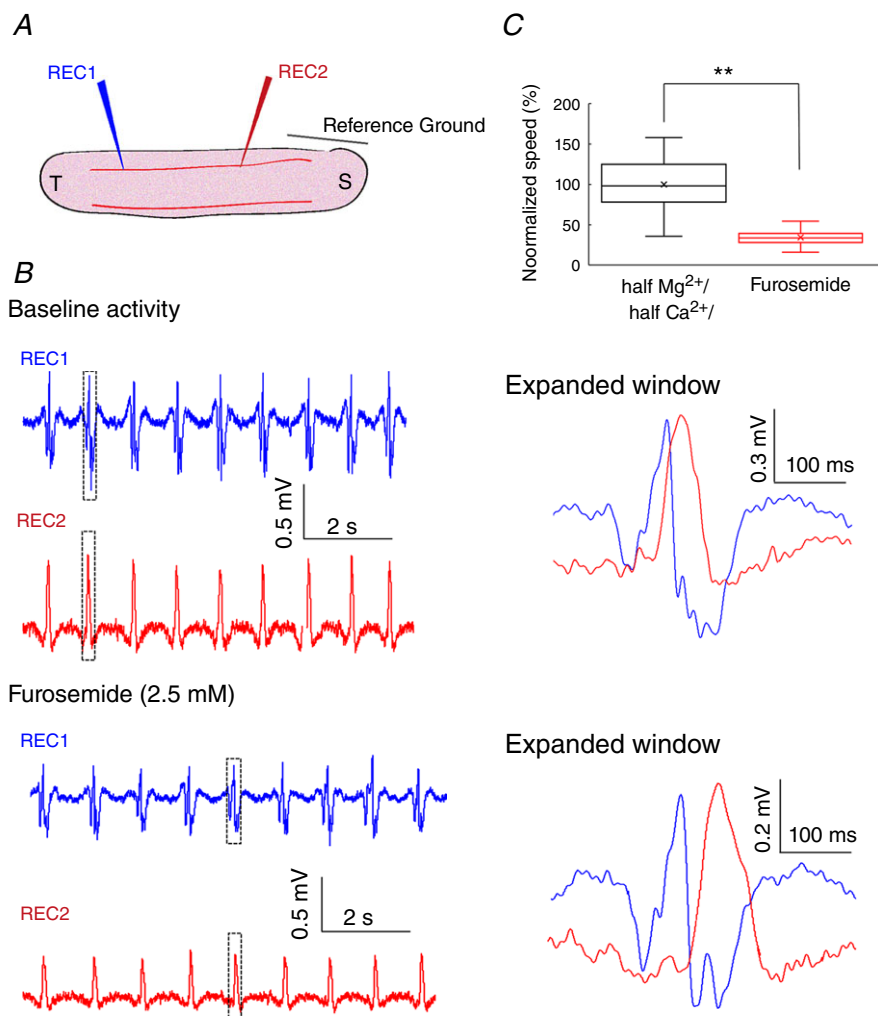 A
REC1
REC2
Reference Ground
T
S
B
Baseline activity
REC1
0.5 mV
2 s
REC2
Furosemide (2.5 mM)
REC1
0.5 mV
2 s
REC2
C
**
Noormalized speed (%)
200
150
100
50
0
half Mg²⁺/
half Ca²⁺/
Furosemide
Expanded window
0.3 mV
100 ms
Expanded window
0.2 mV
100 ms